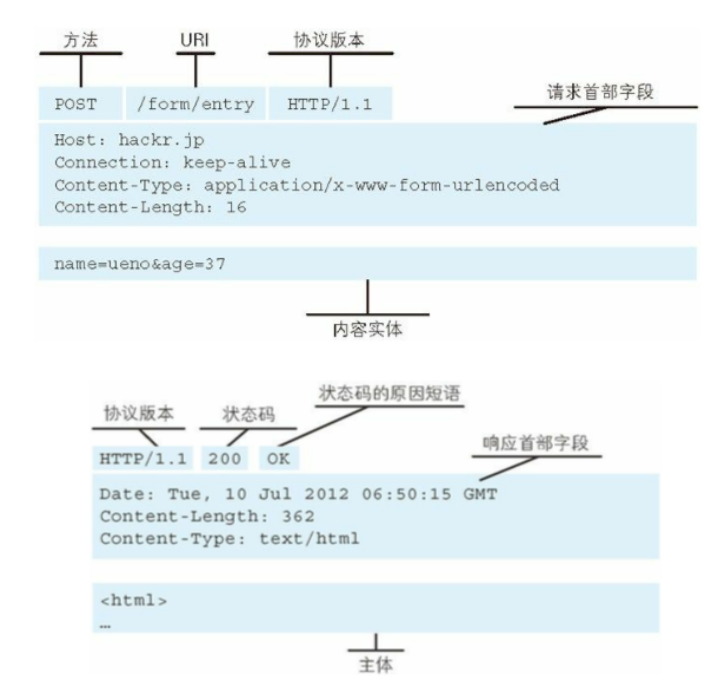 方法 URI 协议版本
请求首部字段
POST /form/entry HTTP/1.1
Host: hackr.jp
Connection: keep-alive
Content-Type: application/x-www-form-urlencoded
Content-Length: 16
name=ueno&age=37
内容实体
状态码的原因短语
协议版本 状态码
响应首部字段
HTTP/1.1 200 OK
Date: Tue, 10 Jul 2012 06:50:15 GMT
Content-Length: 362
Content-Type: text/html
<html>
…
主体